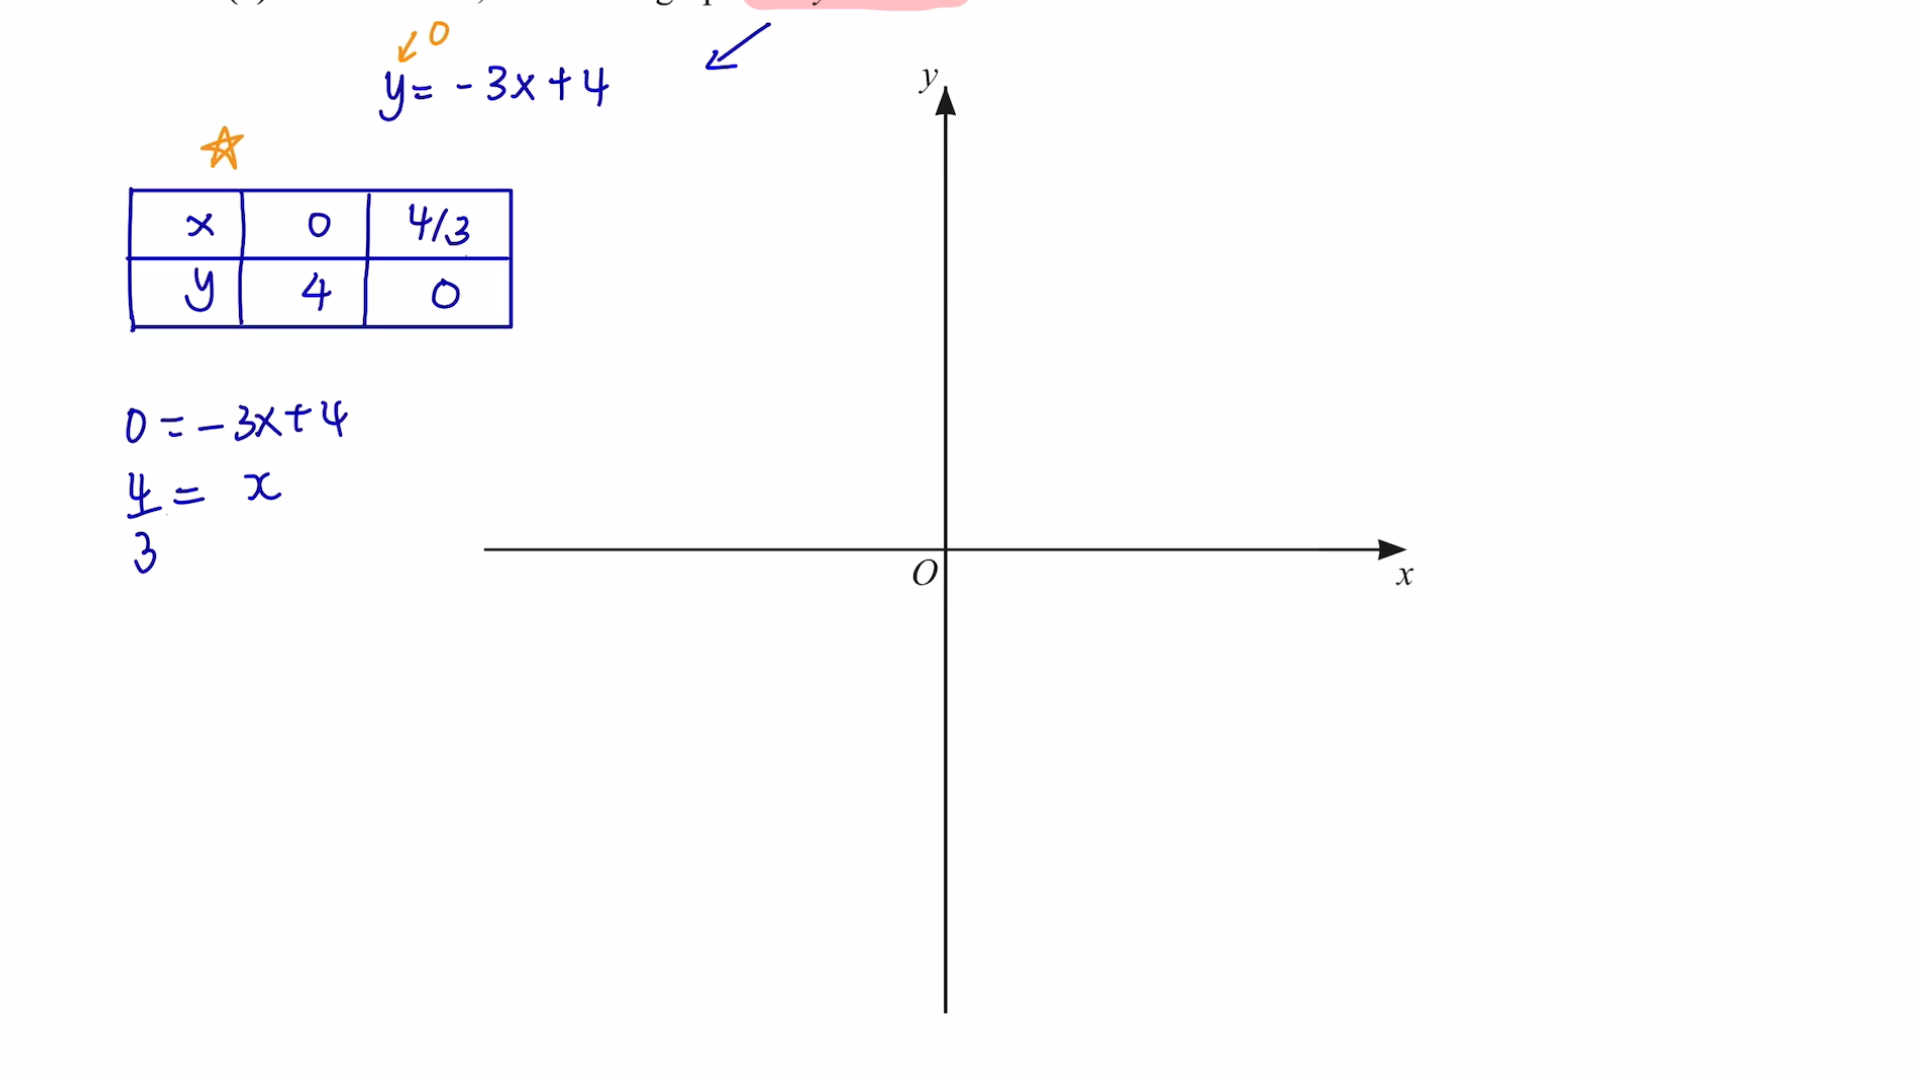 0
y = -3x + 4
x 0 4/3
y 4 0
0 = -3x + 4
4/3 = x
y
O
x